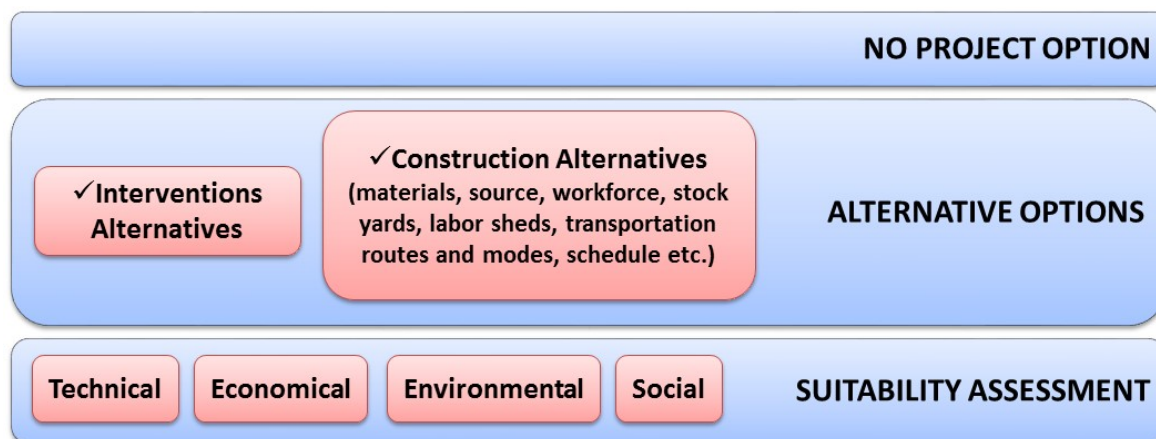 NO PROJECT OPTION
✓Interventions
Alternatives
✓Construction Alternatives
(materials, source, workforce, stock
yards, labor sheds, transportation
routes and modes, schedule etc.)
ALTERNATIVE OPTIONS
Technical
Economical
Environmental
Social
SUITABILITY ASSESSMENT